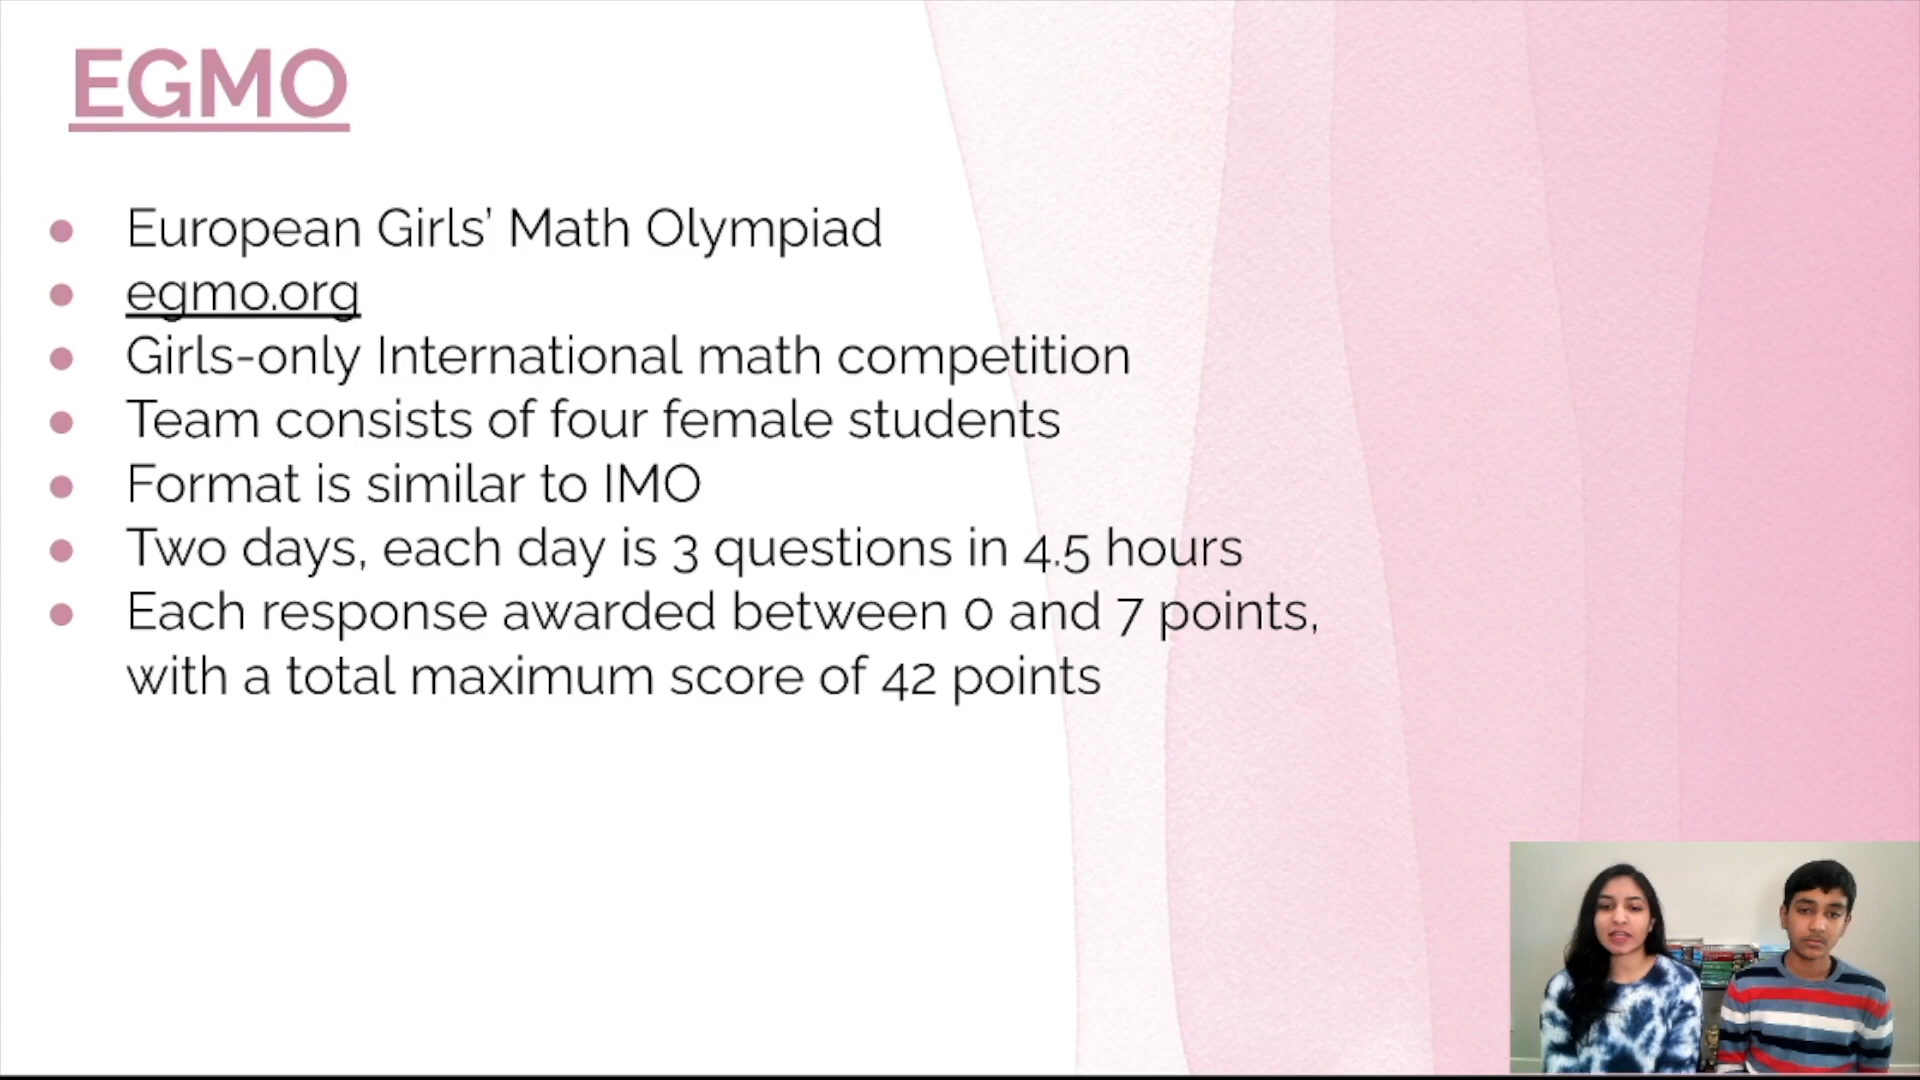 EGMO
European Girls’ Math Olympiad
egmo.org
Girls-only International math competition
Team consists of four female students
Format is similar to IMO
Two days, each day is 3 questions in 4.5 hours
Each response awarded between 0 and 7 points,
with a total maximum score of 42 points